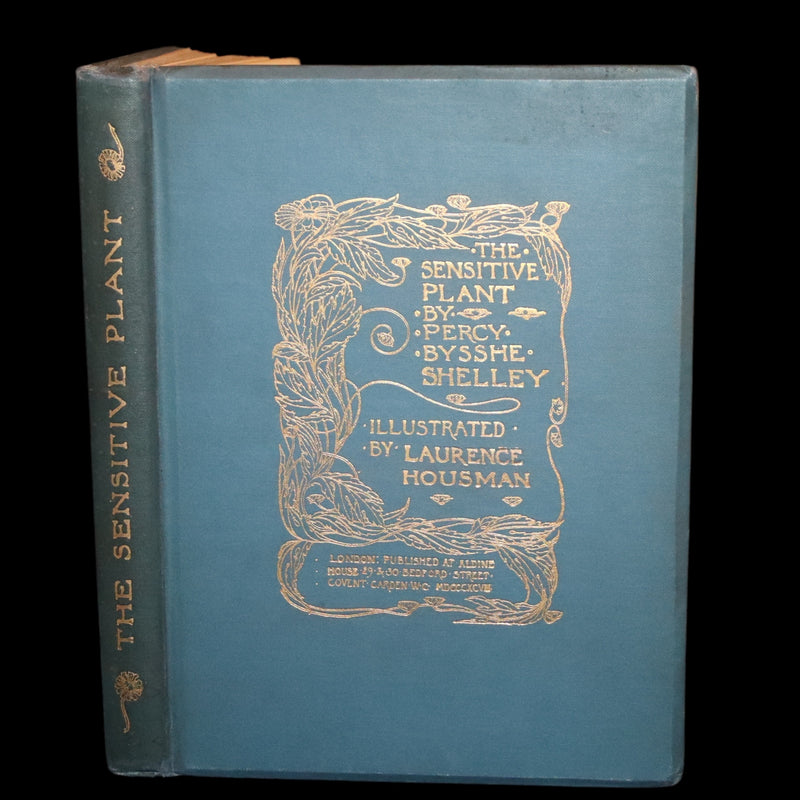 THE SENSITIVE PLANT
·THE·
SENSITIVE
PLANT
·BY·
·PERCY·
·BYSSHE·
SHELLEY
·ILLUSTRATED·
·BY·LAURENCE
HOUSMAN
LONDON: PUBLISHED AT ALDINE
HOUSE 29 & 30 BEDFORD STREET·
COVENT GARDEN W·C